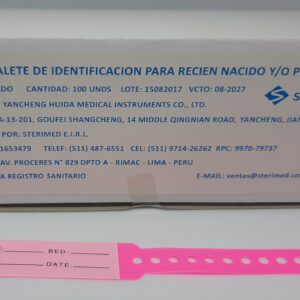 ALETE DE IDENTIFICACION PARA RECIEN NACIDO Y/O P
ADO CANTIDAD: 100 UNDS LOTE: 15082017 VCTO: 08-2027
YANCHENG HUIDA MEDICAL INSTRUMENTS CO., LTD.
A-13-201, GOUFEI SHANGCHENG, 14 MIDDLE QINGNIAN ROAD, YANCHENG, JIAN
POR: STERIMED E.I.R.L.
1653479 TELEF: (511) 487-6551 CEL: (511) 9714-26262 RPC: 9970-79737
AV. PROCERES N° 829 DPTO A - RIMAC - LIMA - PERU
A REGISTRO SANITARIO E-MAIL: ventas@sterimed
S
BED:
DATE: